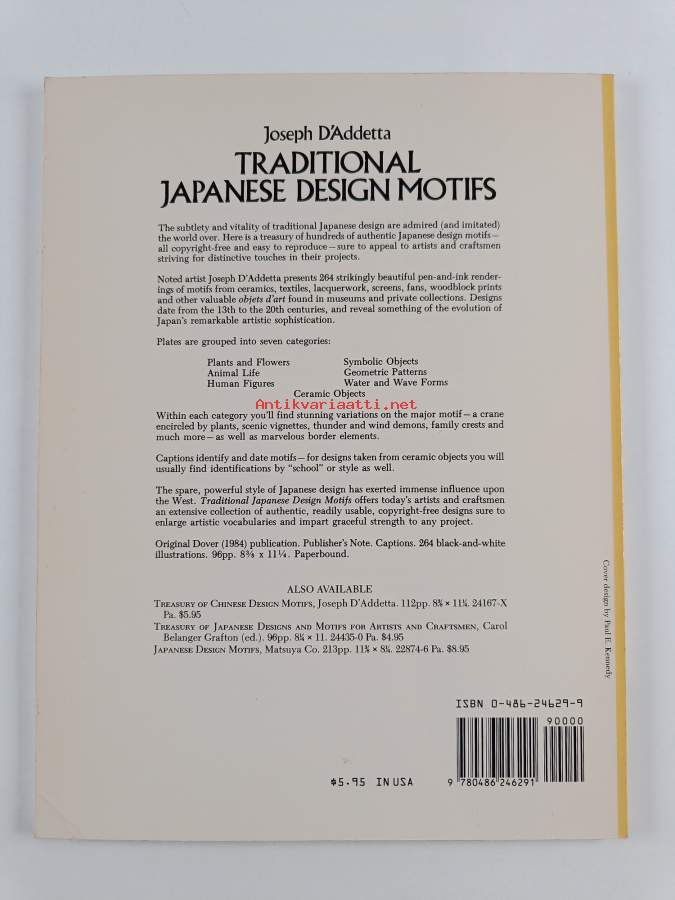 Joseph D'Addetta
TRADITIONAL
JAPANESE DESIGN MOTIFS
The subtlety and vitality of traditional Japanese design are admired (and imitated)
the world over. Here is a treasury of hundreds of authentic Japanese design motifs—
all copyright-free and easy to reproduce—sure to appeal to artists and craftsmen
striving for distinctive touches in their projects.
Noted artist Joseph D'Addetta presents 264 strikingly beautiful pen-and-ink render-
ings of motifs from ceramics, textiles, lacquerwork, screens, fans, woodblock prints
and other valuable objets d'art found in museums and private collections. Designs
date from the 13th to the 20th centuries, and reveal something of the evolution of
Japan's remarkable artistic sophistication.
Plates are grouped into seven categories:
Plants and Flowers Symbolic Objects
Animal Life Geometric Patterns
Human Figures Water and Wave Forms
Ceramic Objects
Antikvariaatti.net
Within each category you'll find stunning variations on the major motif—a crane
encircled by plants, scenic vignettes, thunder and wind demons, family crests and
much more—as well as marvelous border elements.
Captions identify and date motifs—for designs taken from ceramic objects you will
usually find identifications by "school" or style as well.
The spare, powerful style of Japanese design has exerted immense influence upon
the West. Traditional Japanese Design Motifs offers today's artists and craftsmen
an extensive collection of authentic, readily usable, copyright-free designs sure to
enlarge artistic vocabularies and impart graceful strength to any project.
Original Dover (1984) publication. Publisher's Note. Captions. 264 black-and-white
illustrations. 96pp. 8⅜ x 11¼. Paperbound.
ALSO AVAILABLE
TREASURY OF CHINESE DESIGN MOTIFS, Joseph D'Addetta. 112pp. 8⅜ × 11¼. 24167-X
Pa. $5.95
TREASURY OF JAPANESE DESIGNS AND MOTIFS FOR ARTISTS AND CRAFTSMEN, Carol
Belanger Grafton (ed.). 96pp. 8¼ × 11. 24435-0 Pa. $4.95
JAPANESE DESIGN MOTIFS, Matsuya Co. 213pp. 11⅜ × 8¼. 22874-6 Pa. $8.95
Cover design by Paul E. Kennedy
ISBN 0-486-24629-9
90000
$5.95 IN USA
9 780486 246291